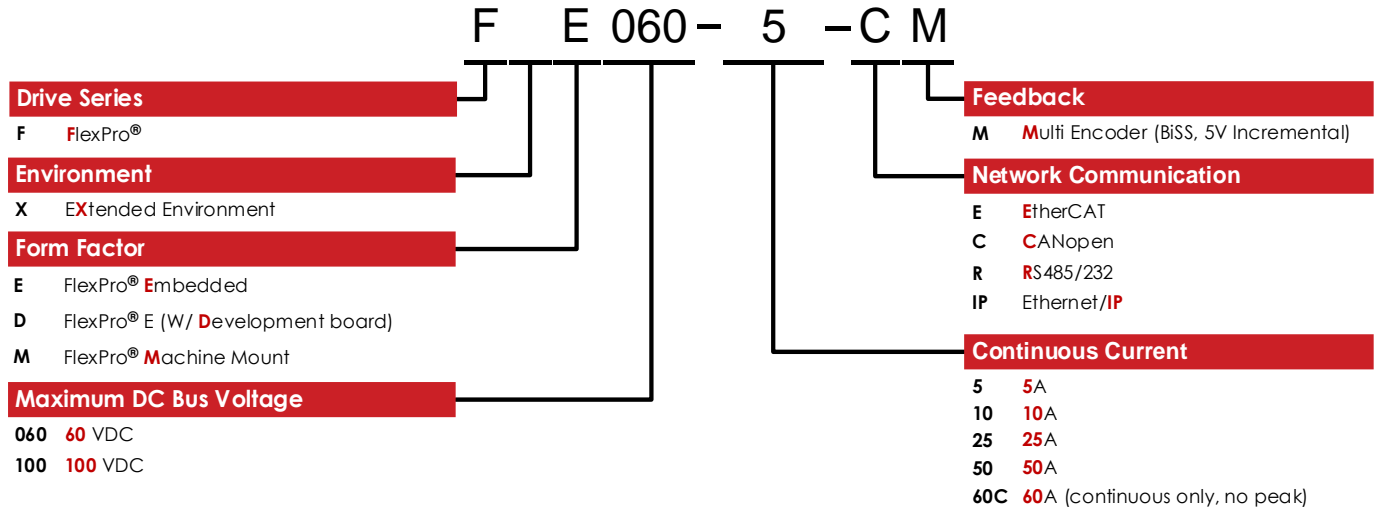 F E 060 – 5 – C M
Drive Series
F FlexPro®
Environment
X EXtended Environment
Form Factor
E FlexPro® Embedded
D FlexPro® E (W/ Development board)
M FlexPro® Machine Mount
Maximum DC Bus Voltage
060 60 VDC
100 100 VDC
Feedback
M Multi Encoder (BiSS, 5V Incremental)
Network Communication
E EtherCAT
C CANopen
R RS485/232
IP Ethernet/IP
Continuous Current
5 5A
10 10A
25 25A
50 50A
60C 60A (continuous only, no peak)